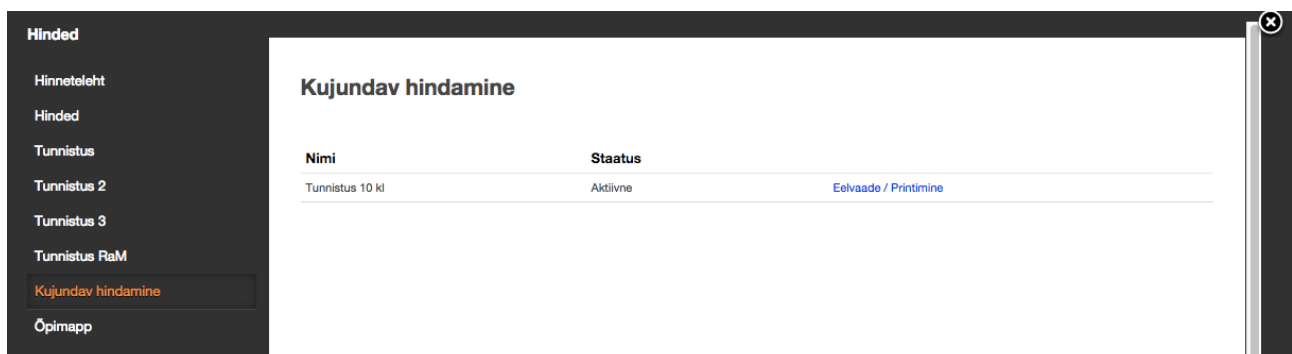 Hinded
Hinneteleht
Hinded
Tunnistus
Tunnistus 2
Tunnistus 3
Tunnistus RaM
Kujundav hindamine
Õpimapp
Kujundav hindamine
Nimi Staatus
Tunnistus 10 kl Aktiivne Eelvaade / Printimine